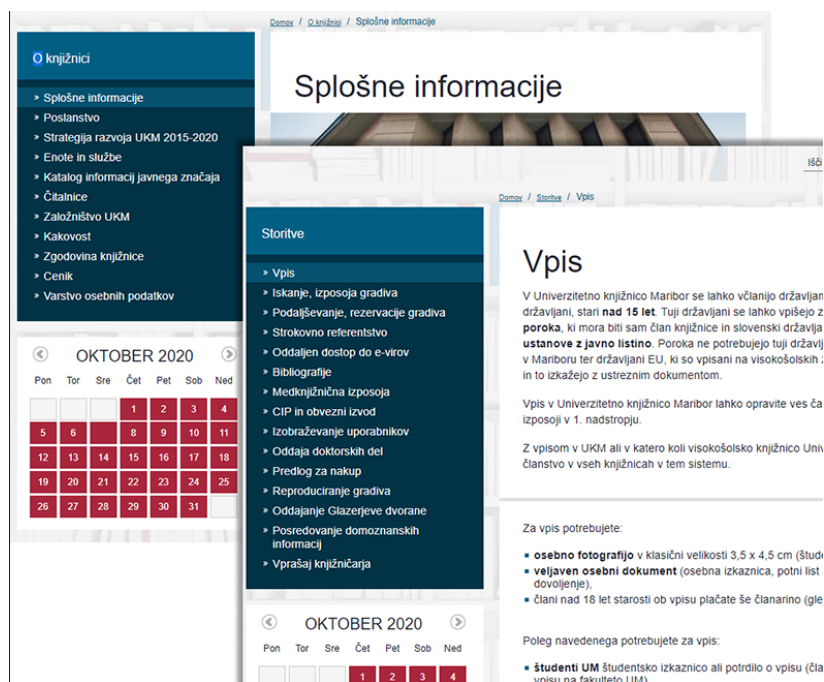 Domov / O knjižnici / Splošne informacije
O knjižnici
» Splošne informacije
» Poslanstvo
» Strategija razvoja UKM 2015-2020
» Enote in službe
» Katalog informacij javnega značaja
» Čitalnice
» Založništvo UKM
» Kakovost
» Zgodovina knjižnice
» Cenik
» Varstvo osebnih podatkov
Splošne informacije
OKTOBER 2020
Pon Tor Sre Čet Pet Sob Ned
1 2 3 4
5 6 8 9 10 11
12 13 14 15 16 17 18
19 20 21 22 23 24 25
26 27 28 29 30 31
Išči
Domov / Storitve / Vpis
Storitve
» Vpis
» Iskanje, izposoja gradiva
» Podaljševanje, rezervacije gradiva
» Strokovno referentstvo
» Oddaljen dostop do e-virov
» Bibliografije
» Medknjižnična izposoja
» CIP in obvezni izvod
» Izobraževanje uporabnikov
» Oddaja doktorskih del
» Predlog za nakup
» Reproduciranje gradiva
» Oddajanje Glazerjeve dvorane
» Posredovanje domoznanskih
informacij
» Vprašaj knjižničarja
OKTOBER 2020
Pon Tor Sre Čet Pet Sob Ned
1 2 3 4
Vpis
V Univerzitetno knjižnico Maribor se lahko včlanijo državljan
državljani, stari nad 15 let. Tuji državljani se lahko vpišejo z
poroka, ki mora biti sam član knjižnice in slovenski državlja
ustanove z javno listino. Poroka ne potrebujejo tuji državlj
v Mariboru ter državljani EU, ki so vpisani na visokošolskih
in to izkažejo z ustreznim dokumentom.
Vpis v Univerzitetno knjižnico Maribor lahko opravite ves ča
izposoji v 1. nadstropju.
Z vpisom v UKM ali v katero koli visokošolsko knjižnico Univ
članstvo v vseh knjižnicah v tem sistemu.
Za vpis potrebujete:
▪ osebno fotografijo v klasični velikosti 3,5 x 4,5 cm (štude
▪ veljaven osebni dokument (osebna izkaznica, potni list
dovoljenje),
▪ člani nad 18 let starosti ob vpisu plačate še članarino (gle
Poleg navedenega potrebujete za vpis:
▪ študenti UM študentsko izkaznico ali potrdilo o vpisu (čla
vpisu na fakulteto UM)